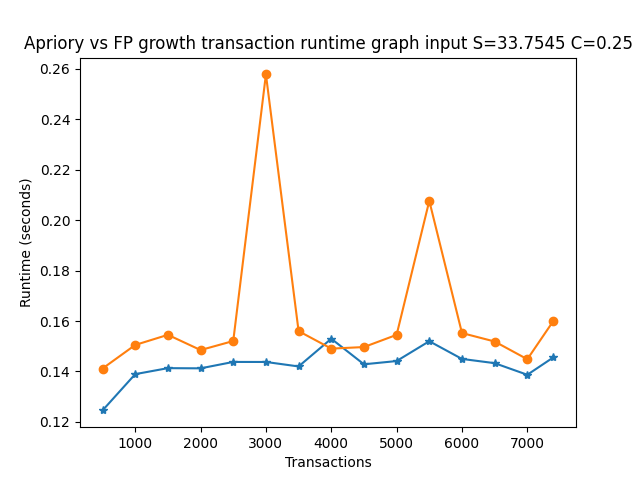 Apriory vs FP growth transaction runtime graph input S=33.7545 C=0.25
0.26
0.24
0.22
0.20
0.18
0.16
0.14
0.12
Runtime (seconds)
1000 2000 3000 4000 5000 6000 7000
Transactions